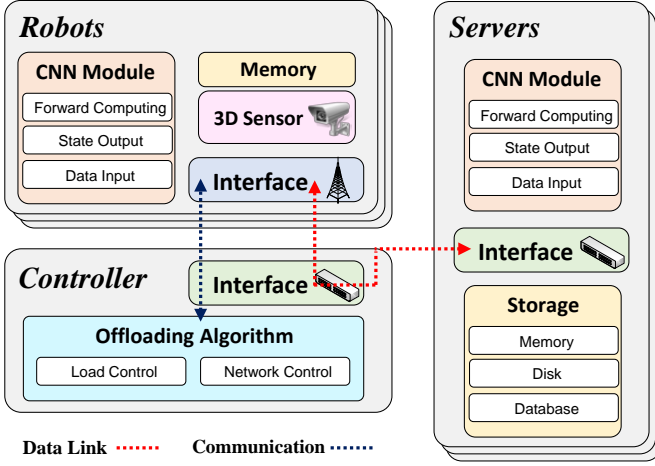 Robots
CNN Module
Forward Computing
State Output
Data Input
Memory
3D Sensor
Interface
Controller
Interface
Offloading Algorithm
Load Control
Network Control
Servers
CNN Module
Forward Computing
State Output
Data Input
Interface
Storage
Memory
Disk
Database
Data Link
Communication